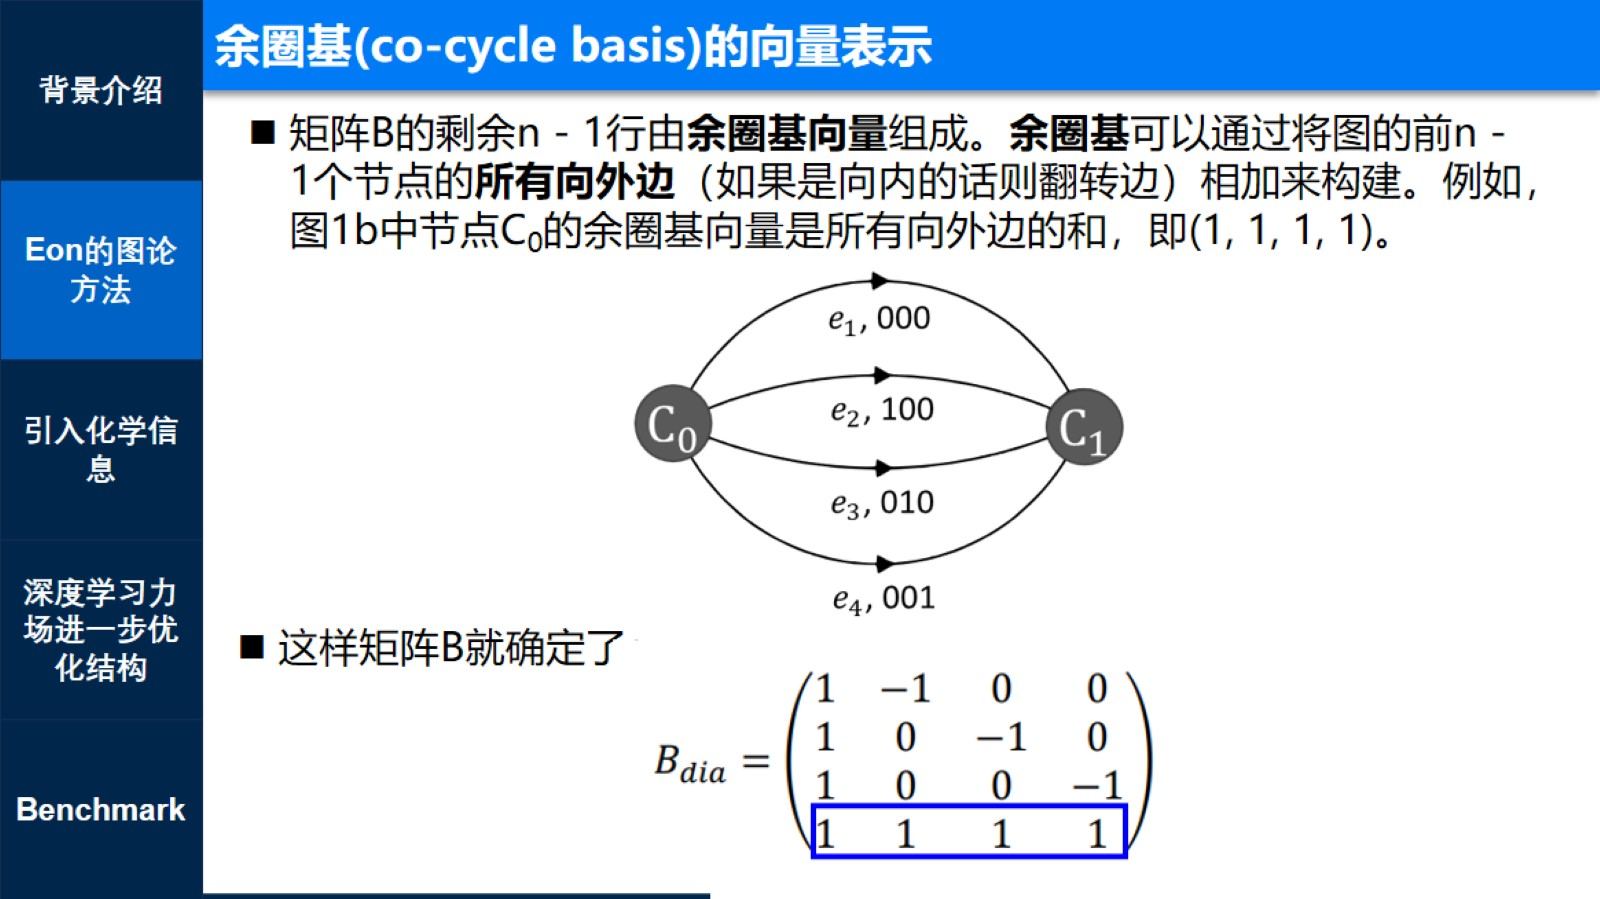 余圈基(co-cycle basis)的向量表示
背景介绍
Eon的图论
方法
引入化学信
息
深度学习力
场进一步优
化结构
Benchmark
■ 矩阵B的剩余n - 1行由余圈基向量组成。余圈基可以通过将图的前n -
1个节点的所有向外边（如果是向内的话则翻转边）相加来构建。例如，
图1b中节点C₀的余圈基向量是所有向外边的和，即(1, 1, 1, 1)。
e₁, 000
e₂, 100
C₀
C₁
e₃, 010
e₄, 001
■ 这样矩阵B就确定了
1 −1 0 0
1 0 −1 0
B_dia =
1 0 0 −1
1 1 1 1